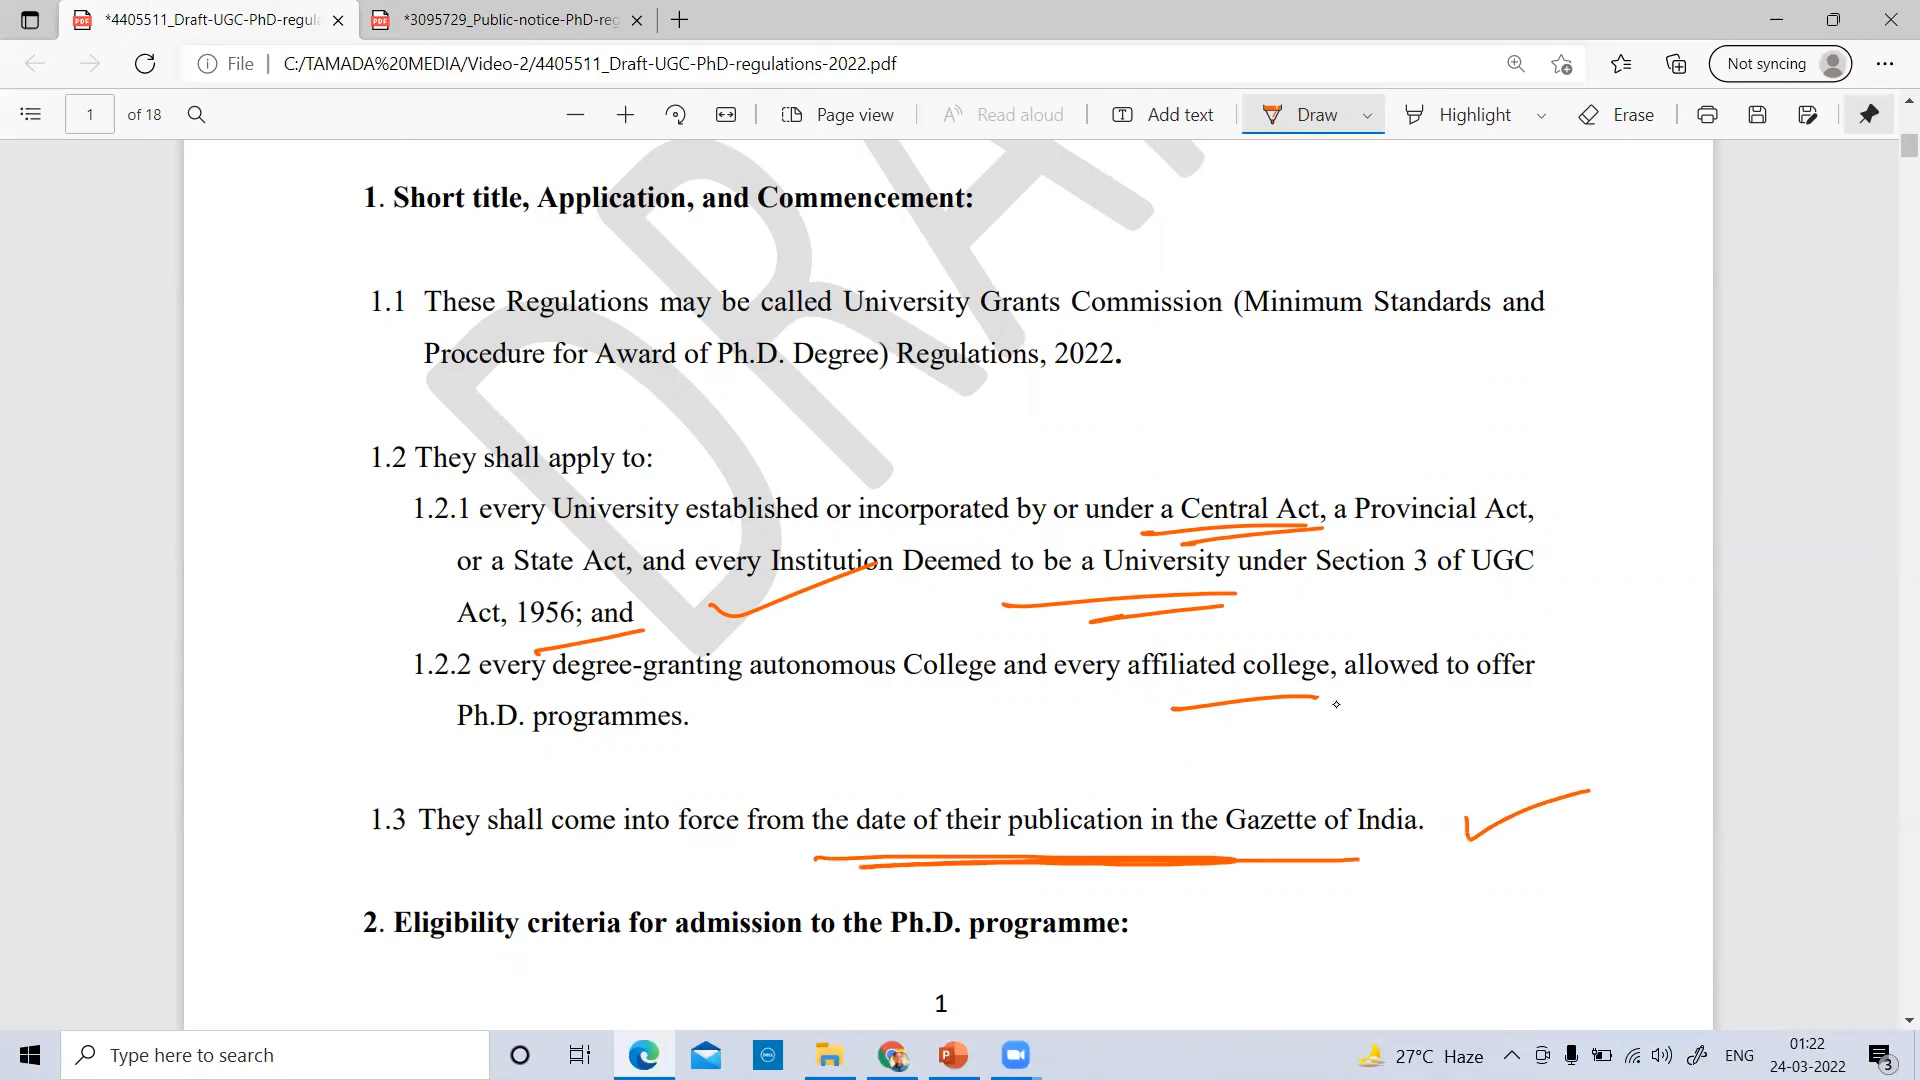 *4405511_Draft-UGC-PhD-regula
*3095729_Public-notice-PhD-reg
File
C:/TAMADA%20MEDIA/Video-2/4405511_Draft-UGC-PhD-regulations-2022.pdf
Not syncing
1 of 18
Page view
Read aloud
Add text
Draw
Highlight
Erase
DRA
1. Short title, Application, and Commencement:
1.1 These Regulations may be called University Grants Commission (Minimum Standards and
Procedure for Award of Ph.D. Degree) Regulations, 2022.
1.2 They shall apply to:
1.2.1 every University established or incorporated by or under a Central Act, a Provincial Act,
or a State Act, and every Institution Deemed to be a University under Section 3 of UGC
Act, 1956; and
1.2.2 every degree-granting autonomous College and every affiliated college, allowed to offer
Ph.D. programmes.
1.3 They shall come into force from the date of their publication in the Gazette of India.
2. Eligibility criteria for admission to the Ph.D. programme:
1
Type here to search
27°C Haze
ENG
01:22
24-03-2022
3